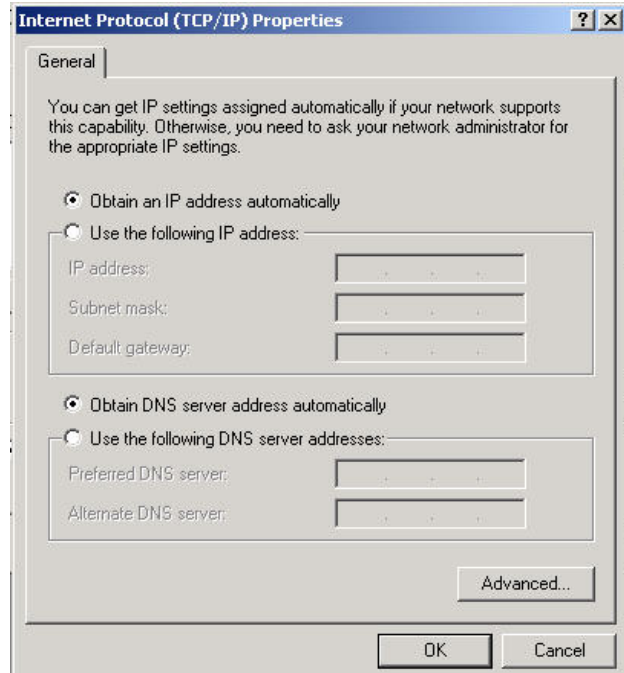 Internet Protocol (TCP/IP) Properties
General
You can get IP settings assigned automatically if your network supports
this capability. Otherwise, you need to ask your network administrator for
the appropriate IP settings.
Obtain an IP address automatically
Use the following IP address:
IP address:
Subnet mask:
Default gateway:
Obtain DNS server address automatically
Use the following DNS server addresses:
Preferred DNS server:
Alternate DNS server:
Advanced...
OK Cancel